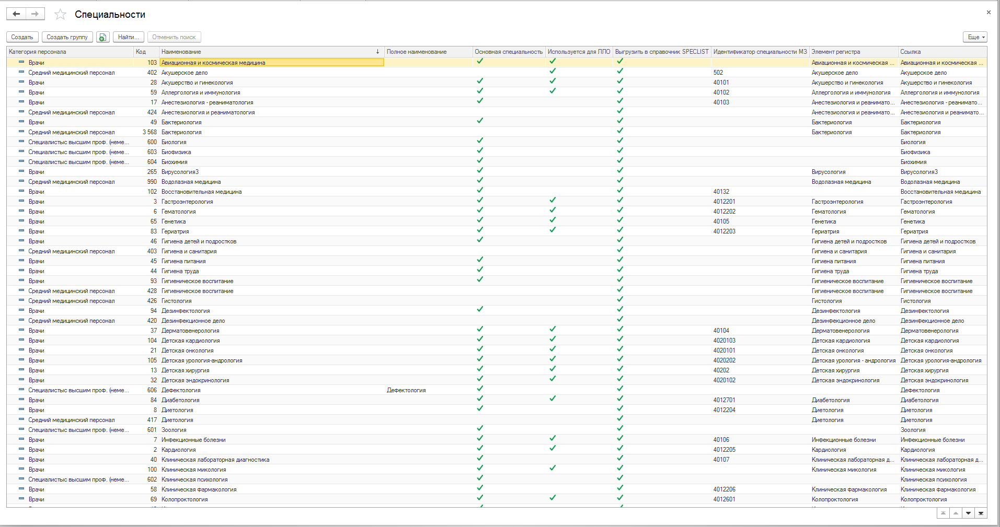 Специальности
Создать Создать группу Найти... Отменить поиск Еще
Категория персонала Код Наименование Полное наименование Основная специальность Используется для ЛЛО Выгрузить в справочник SPECLIST Идентификатор специальности МЗ Элемент регистра Ссылка
Врачи 103 Авиационная и космическая медицина Авиационная и космическая ... Авиационная и космическая ...
Средний медицинский персонал 402 Акушерское дело 502 Акушерское дело Акушерское дело
Врачи 28 Акушерство и гинекология 40101 Акушерство и гинекология Акушерство и гинекология
Врачи 59 Аллергология и иммунология 40102 Аллергология и иммунология Аллергология и иммунология
Врачи 17 Анестезиология - реаниматология 40103 Анестезиология и реанимато... Анестезиология - реанимато...
Средний медицинский персонал 424 Анестезиология и реаниматология Анестезиология и реанимато... Анестезиология и реанимато...
Врачи 49 Бактериология Бактериология Бактериология
Средний медицинский персонал 3 568 Бактериология Бактериология Бактериология
Специалистыс высшим проф. (неме... 600 Биология Биология
Специалистыс высшим проф. (неме... 603 Биофизика Биофизика
Специалистыс высшим проф. (неме... 604 Биохимия Биохимия
Врачи 265 Вирусология3 Вирусология Вирусология3
Средний медицинский персонал 990 Водолазная медицина Водолазная медицина Водолазная медицина
Врачи 102 Восстановительная медицина 40132 Восстановительная медицина
Врачи 3 Гастроэнтерология 4012201 Гастроэнтерология Гастроэнтерология
Врачи 6 Гематология 4012202 Гематология Гематология
Врачи 65 Генетика 40105 Генетика Генетика
Врачи 83 Гериатрия 4012203 Гериатрия Гериатрия
Врачи 46 Гигиена детей и подростков Гигиена детей и подростков Гигиена детей и подростков
Средний медицинский персонал 403 Гигиена и санитария Гигиена и санитария Гигиена и санитария
Врачи 45 Гигиена питания Гигиена питания Гигиена питания
Врачи 44 Гигиена труда Гигиена труда Гигиена труда
Врачи 93 Гигиеническое воспитание Гигиеническое воспитание Гигиеническое воспитание
Средний медицинский персонал 428 Гигиеническое воспитание Гигиеническое воспитание Гигиеническое воспитание
Средний медицинский персонал 426 Гистология Гистология Гистология
Врачи 94 Дезинфектология Дезинфектология Дезинфектология
Средний медицинский персонал 420 Дезинфекционное дело Дезинфекционное дело Дезинфекционное дело
Врачи 37 Дерматовенерология 40104 Дерматовенерология Дерматовенерология
Врачи 104 Детская кардиология 4020103 Детская кардиология Детская кардиология
Врачи 21 Детская онкология 4020101 Детская онкология Детская онкология
Врачи 105 Детская урология-андрология 4020202 Детская урология - андрология Детская урология-андрология
Врачи 13 Детская хирургия 40202 Детская хирургия Детская хирургия
Врачи 32 Детская эндокринология 4020102 Детская эндокринология Детская эндокринология
Специалистыс высшим проф. (неме... 606 Дефектология Дефектология Дефектология
Врачи 84 Диабетология 4012701 Диабетология Диабетология
Врачи 8 Диетология 4012204 Диетология Диетология
Средний медицинский персонал 417 Диетология Диетология Диетология
Специалистыс высшим проф. (неме... 601 Зоология Зоология
Врачи 7 Инфекционные болезни 40106 Инфекционные болезни Инфекционные болезни
Врачи 2 Кардиология 4012205 Кардиология Кардиология
Врачи 40 Клиническая лабораторная диагностика 40107 Клиническая лабораторная д... Клиническая лабораторная д...
Врачи 100 Клиническая микология Клиническая микология Клиническая микология
Специалистыс высшим проф. (неме... 602 Клиническая психология Клиническая психология
Врачи 58 Клиническая фармакология 4012206 Клиническая фармакология Клиническая фармакология
Врачи 69 Колопроктология 4012601 Колопроктология Колопроктология